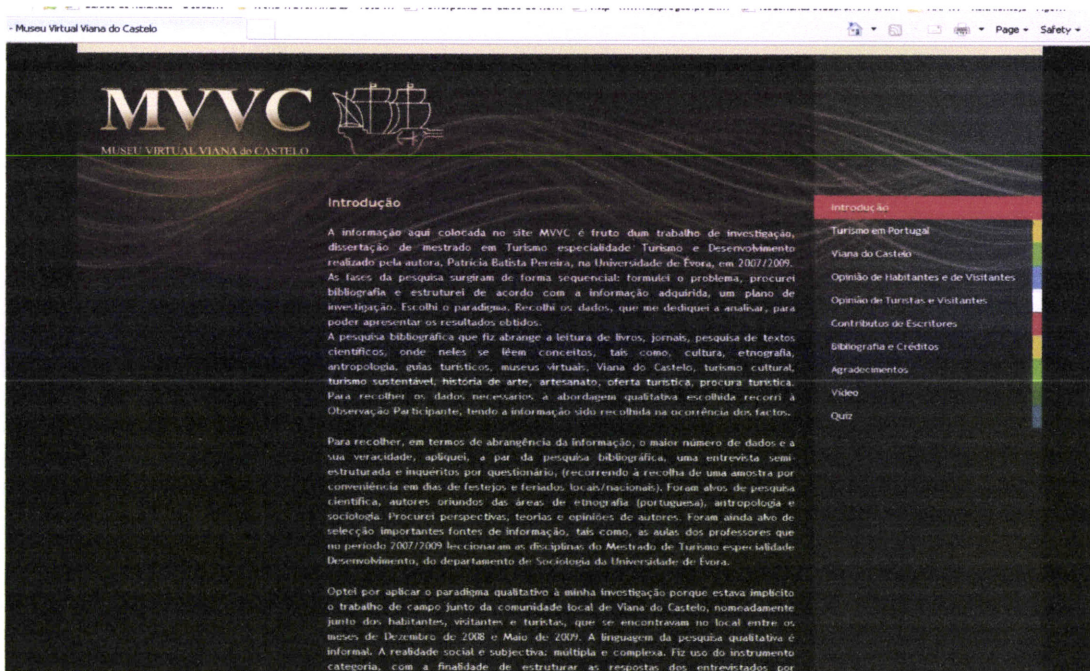 - Museu Virtual Viana do Castelo
Page
Safety
MVVC
MUSEU VIRTUAL VIANA do CASTELO
Introdução
A informação aqui colocada no site MVVC é fruto dum trabalho de investigação,
dissertação de mestrado em Turismo especialidade Turismo e Desenvolvimento
realizado pela autora, Patrícia Batista Pereira, na Universidade de Évora, em 2007/2009.
As fases da pesquisa surgiram de forma sequencial: formulei o problema, procurei
bibliografia e estruturei de acordo com a informação adquirida, um plano de
investigação. Escolhi o paradigma. Recolhi os dados, que me dediquei a analisar, para
poder apresentar os resultados obtidos.
A pesquisa bibliográfica que fiz abrange a leitura de livros, jornais, pesquisa de textos
científicos, onde neles se lêem conceitos, tais como, cultura, etnografia,
antropologia, guias turísticos, museus virtuais, Viana do Castelo, turismo cultural,
turismo sustentável, história de arte, artesanato, oferta turística, procura turística.
Para recolher os dados necessários a abordagem qualitativa escolhida recorri à
Observação Participante, tendo a informação sido recolhida na ocorrência dos factos.
Para recolher, em termos de abrangência da informação, o maior número de dados e a
sua veracidade, apliquei, a par da pesquisa bibliográfica, uma entrevista semi-
estruturada e inquéritos por questionário, (recorrendo à recolha de uma amostra por
conveniência em dias de festejos e feriados locais/nacionais). Foram alvos de pesquisa
científica, autores oriundos das áreas de etnografia (portuguesa), antropologia e
sociologia. Procurei perspectivas, teorias e opiniões de autores. Foram ainda alvo de
selecção importantes fontes de informação, tais como, as aulas dos professores que
no período 2007/2009 leccionaram as disciplinas do Mestrado de Turismo especialidade
Desenvolvimento, do departamento de Sociologia da Universidade de Évora.
Optei por aplicar o paradigma qualitativo à minha investigação porque estava implícito
o trabalho de campo junto da comunidade local de Viana do Castelo, nomeadamente
junto dos habitantes, visitantes e turistas, que se encontravam no local entre os
meses de Dezembro de 2008 e Maio de 2009. A linguagem da pesquisa qualitativa é
informal. A realidade social é subjectiva: múltipla e complexa. Fiz uso do instrumento
categoria, com a finalidade de estruturar as respostas dos entrevistados por
Introdução
Turismo em Portugal
Viana do Castelo
Opinião de Habitantes e de Visitantes
Opinião de Turistas e Visitantes
Contributos de Escritores
Bibliografia e Créditos
Agradecimentos
Vídeo
Quiz